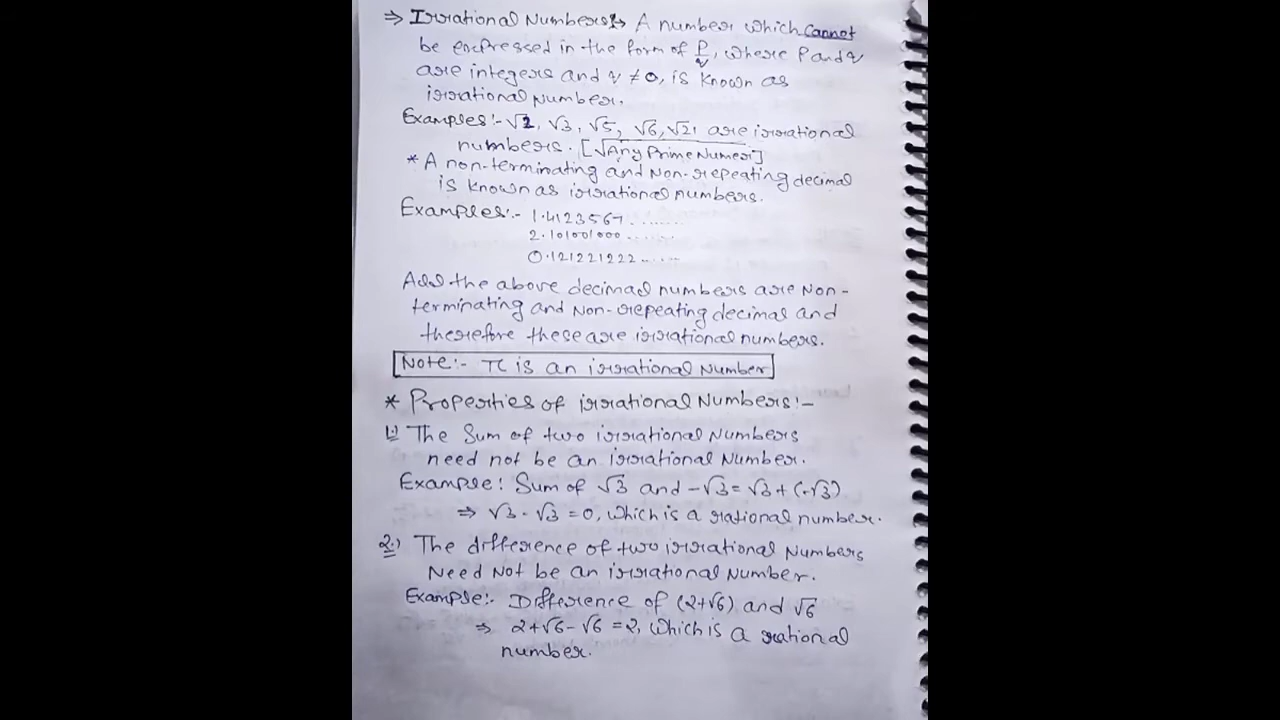 ⇒ Irrational Numbers:→ A number which cannot
be expressed in the form of p/q, where p and q
are integers and q ≠ 0, is known as
irrational number.
Examples:- √2, √3, √5, √6, √21 are irrational
numbers. [√Any Prime Numer]
* A non-terminating and Non-repeating decimal
is known as irrational numbers.
Examples:- 1.4123567........
2.101001000.......
0.121221222......
All the above decimal numbers are Non-
terminating and Non-repeating decimal and
therefore these are irrational numbers.
Note:- π is an irrational Number
* Properties of irrational Numbers:-
1.) The Sum of two irrational Numbers
need not be an irrational Number.
Example: Sum of √3 and -√3 = √3 + (-√3)
⇒ √3 - √3 = 0, which is a rational number.
2.) The difference of two irrational Numbers
Need Not be an irrational Number.
Example:- Difference of (2+√6) and √6
⇒ 2+√6-√6 = 2, which is a rational
number.